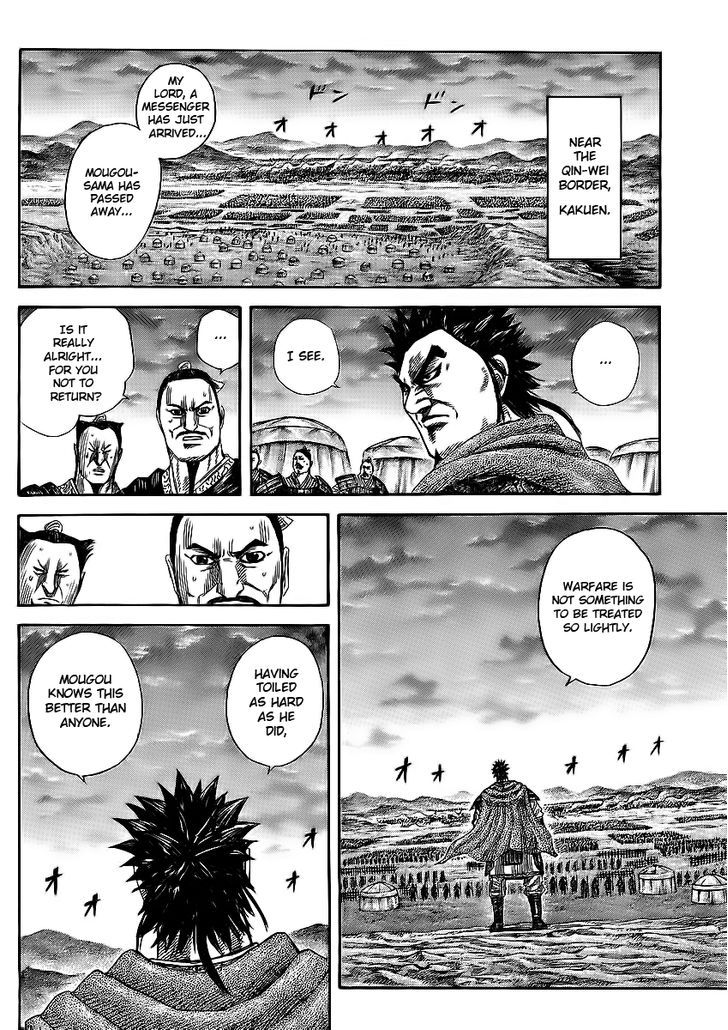 NEAR
THE
QIN-WEI
BORDER,
KAKUEN.
ドン
ドン
オ
オ
オ
オ
オ
MY
LORD, A
MESSENGER
HAS JUST
ARRIVED...
MOUGOU-
SAMA HAS
PASSED
AWAY...
...
I SEE.
...
IS IT
REALLY
ALRIGHT...
FOR YOU
NOT TO
RETURN?
WARFARE IS
NOT SOMETHING
TO BE TREATED
SO LIGHTLY.
オ
オ
オ
オ
オ
HAVING
TOILED
AS HARD
AS HE
DID,
MOUGOU
KNOWS THIS
BETTER THAN
ANYONE.
オ
オ
オ
オ